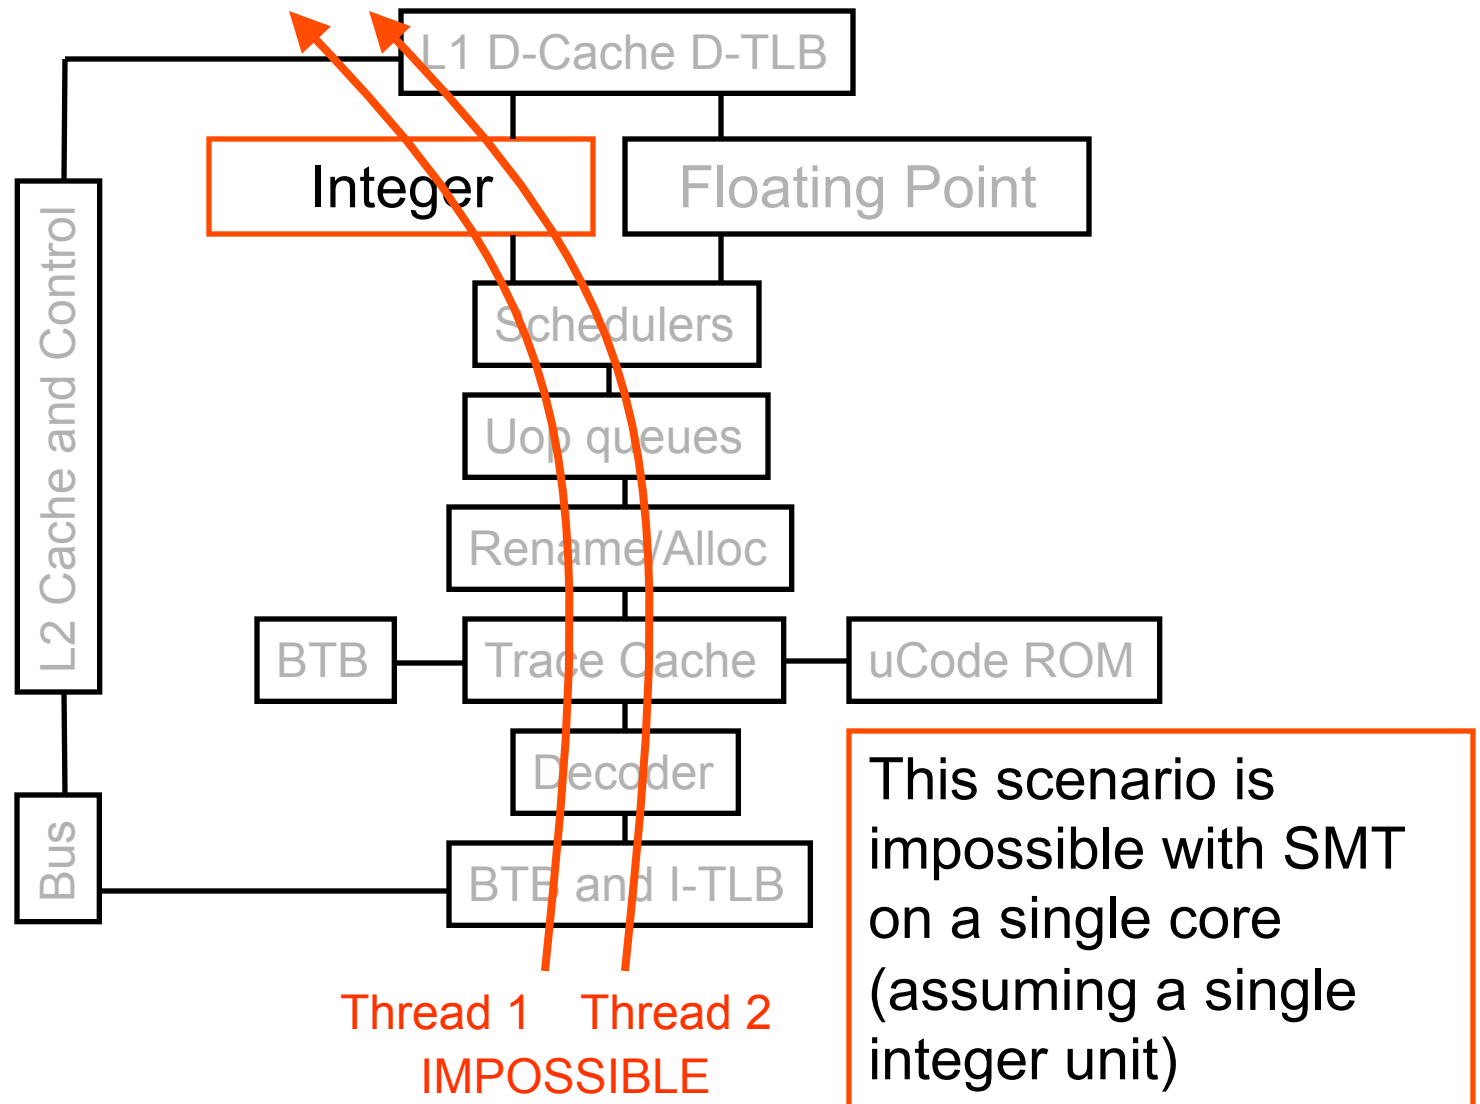 L1 D-Cache D-TLB
Integer
Floating Point
L2 Cache and Control
Schedulers
Uop queues
Rename/Alloc
BTB
Trace Cache
uCode ROM
Decoder
Bus
BTB and I-TLB
Thread 1
Thread 2
IMPOSSIBLE
This scenario is
impossible with SMT
on a single core
(assuming a single
integer unit)